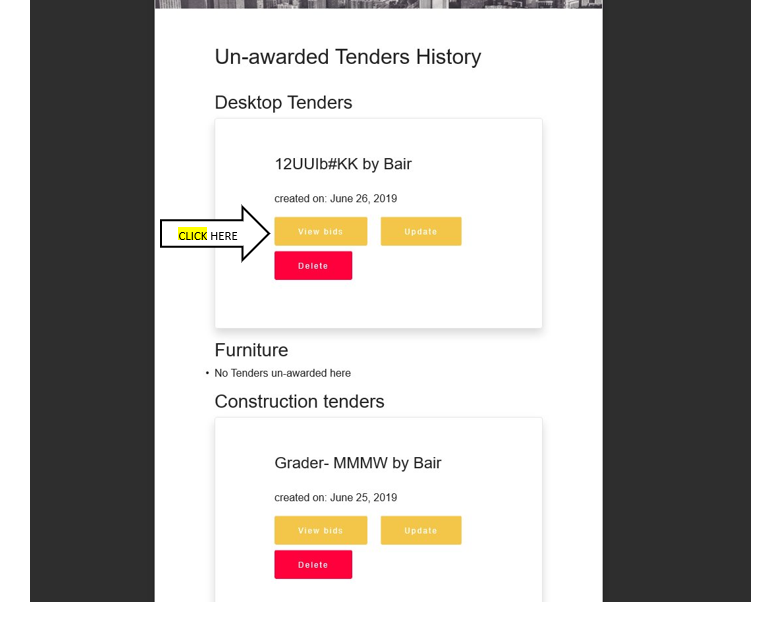 Un-awarded Tenders History
Desktop Tenders
12UUIb#KK by Bair
created on: June 26, 2019
CLICK HERE
View bids Update
Delete
Furniture
• No Tenders un-awarded here
Construction tenders
Grader- MMMW by Bair
created on: June 25, 2019
View bids Update
Delete